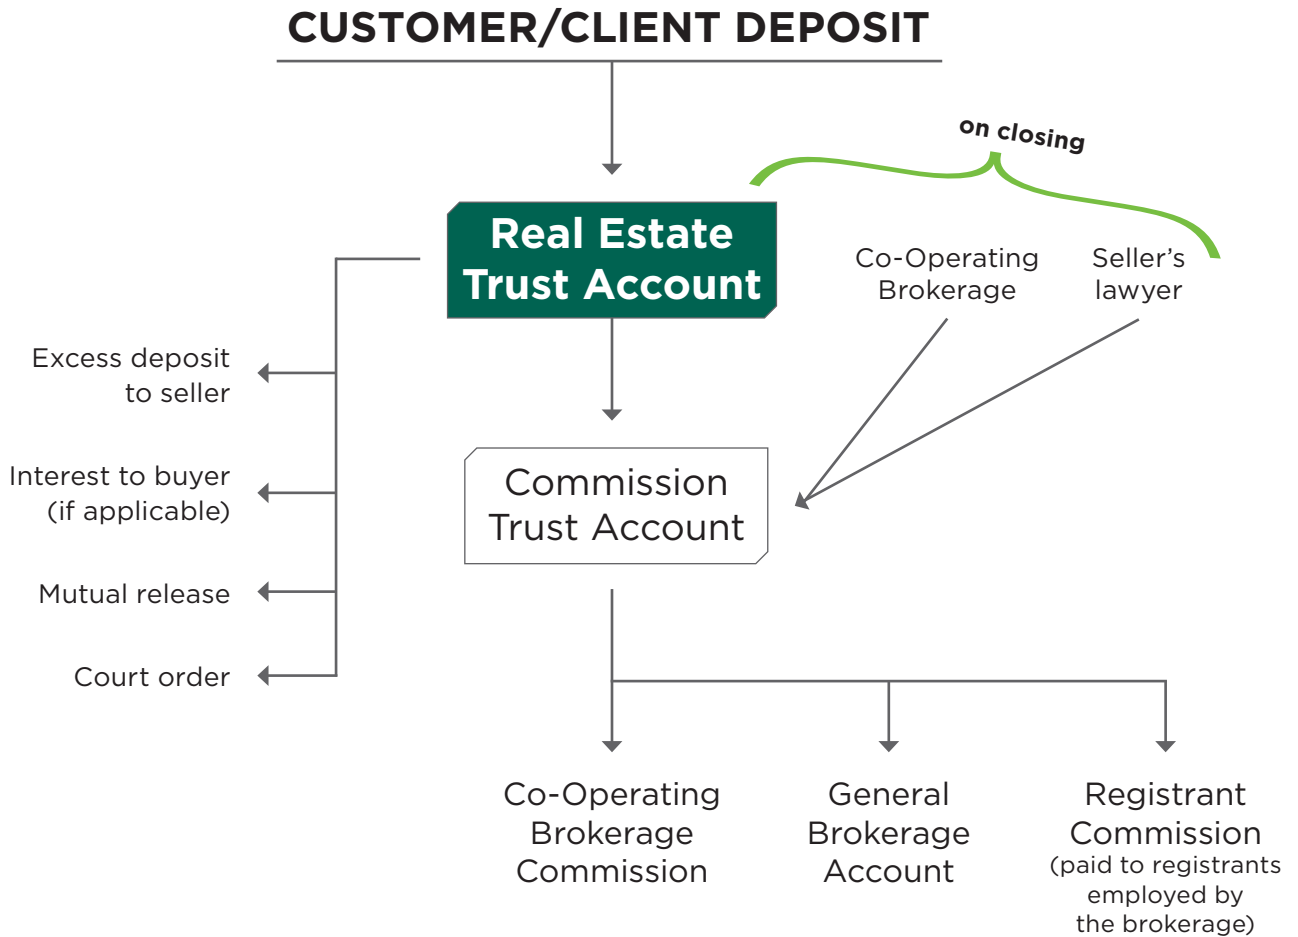 CUSTOMER/CLIENT DEPOSIT
on closing
Real Estate
Trust Account
Co-Operating
Brokerage
Seller’s
lawyer
Excess deposit
to seller
Interest to buyer
(if applicable)
Mutual release
Court order
Commission
Trust Account
Co-Operating
Brokerage
Commission
General
Brokerage
Account
Registrant
Commission
(paid to registrants
employed by
the brokerage)